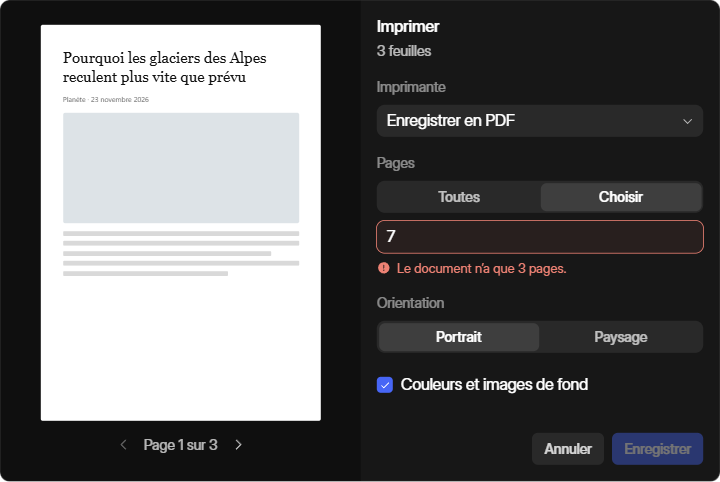 Pourquoi les glaciers des Alpes
reculent plus vite que prévu
Planète · 23 novembre 2026
Page 1 sur 3
Imprimer
3 feuilles
Imprimante
Enregistrer en PDF
Pages
Toutes
Choisir
7
Le document n’a que 3 pages.
Orientation
Portrait
Paysage
Couleurs et images de fond
Annuler
Enregistrer